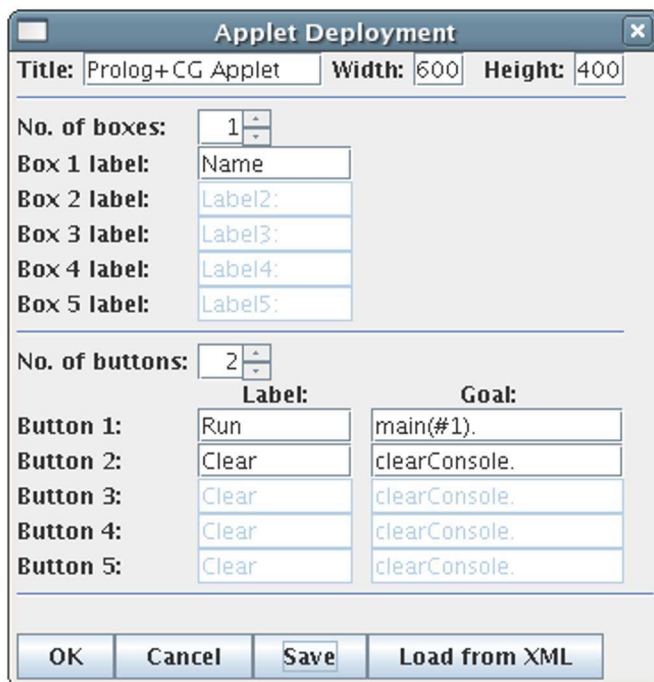 Applet Deployment
Title: Prolog+CG Applet Width: 600 Height: 400
No. of boxes: 1
Box 1 label: Name
Box 2 label: Label2:
Box 3 label: Label3:
Box 4 label: Label4:
Box 5 label: Label5:
No. of buttons: 2
Label: Goal:
Button 1: Run main(#1).
Button 2: Clear clearConsole.
Button 3: Clear clearConsole.
Button 4: Clear clearConsole.
Button 5: Clear clearConsole.
OK Cancel Save Load from XML